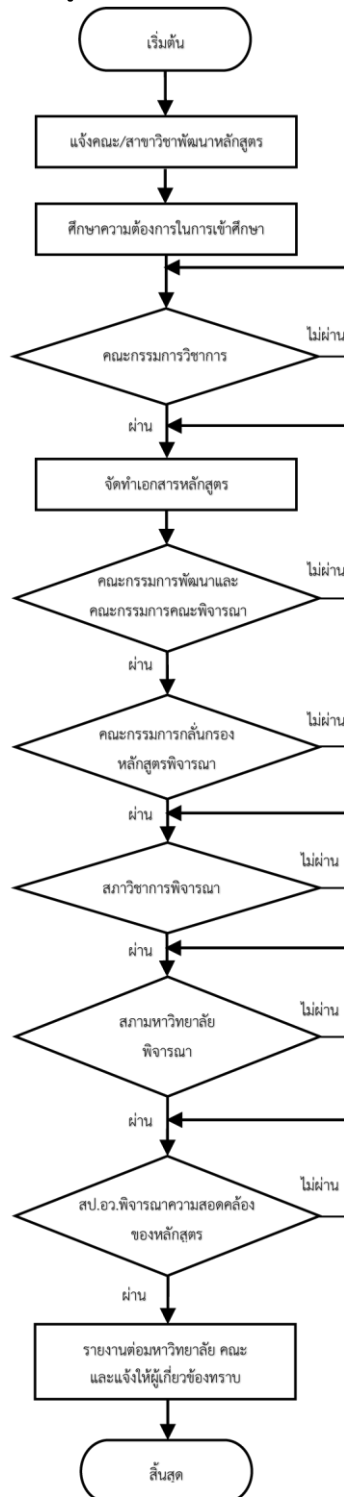 เริ่มต้น
แจ้งคณะ/สาขาวิชาพัฒนาหลักสูตร
ศึกษาความต้องการในการเข้าศึกษา
คณะกรรมการวิชาการ
ไม่ผ่าน
ผ่าน
จัดทำเอกสารหลักสูตร
คณะกรรมการพัฒนาและ
คณะกรรมการคณะพิจารณา
ไม่ผ่าน
ผ่าน
คณะกรรมการกลั่นกรอง
หลักสูตรพิจารณา
ไม่ผ่าน
ผ่าน
สภาวิชาการพิจารณา
ไม่ผ่าน
ผ่าน
สภามหาวิทยาลัย
พิจารณา
ไม่ผ่าน
ผ่าน
สป.อว.พิจารณาความสอดคล้อง
ของหลักสูตร
ไม่ผ่าน
ผ่าน
รายงานต่อมหาวิทยาลัย คณะ
และแจ้งให้ผู้เกี่ยวข้องทราบ
สิ้นสุด